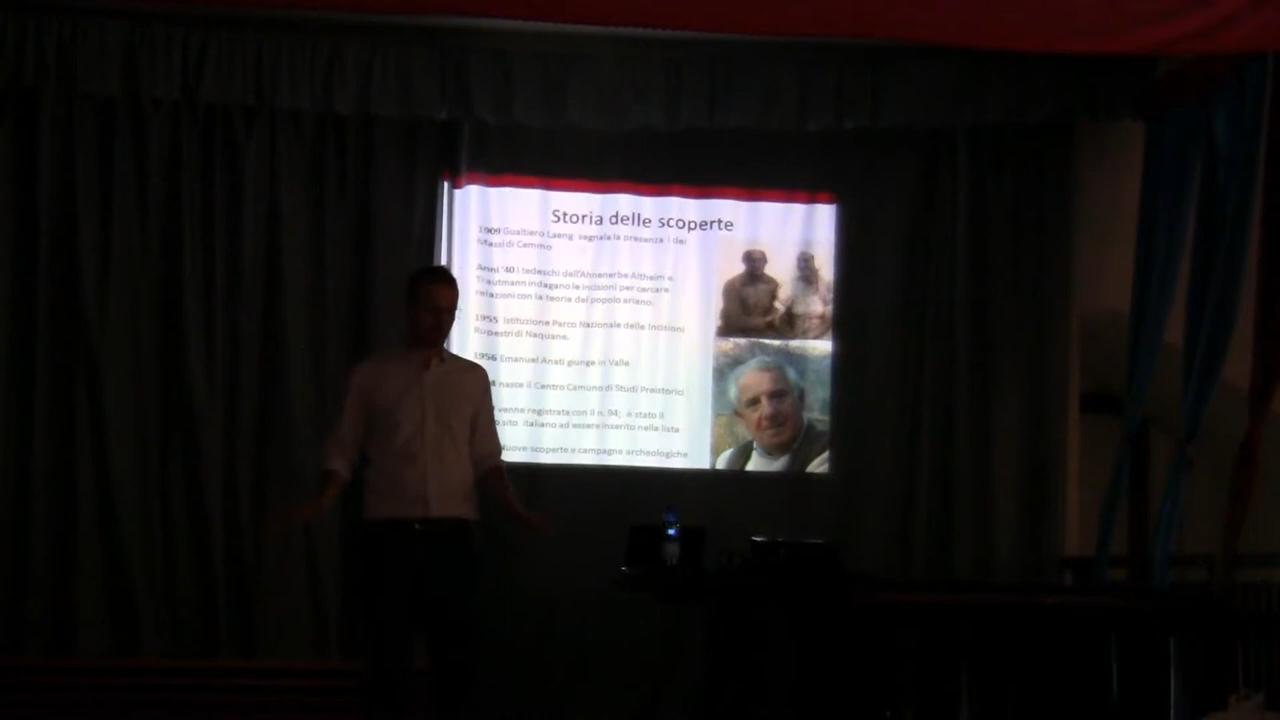 Storia delle scoperte
1909 Gualtiero Laeng segnala la presenza i dei
Massi di Cemmo
Anni '40 i tedeschi dell'Ahnenerbe Altheim e
Trautmann indagano le incisioni per cercare
relazioni con la teoria del popolo ariano.
1955 Istituzione Parco Nazionale delle Incisioni
Rupestri di Naquane.
1956 Emanuel Anati giunge in Valle
4 nasce il Centro Camuno di Studi Preistorici
venne registrata con il n. 94; è stato il
sito italiano ad essere inserito nella lista
Nuove scoperte e campagne archeologiche